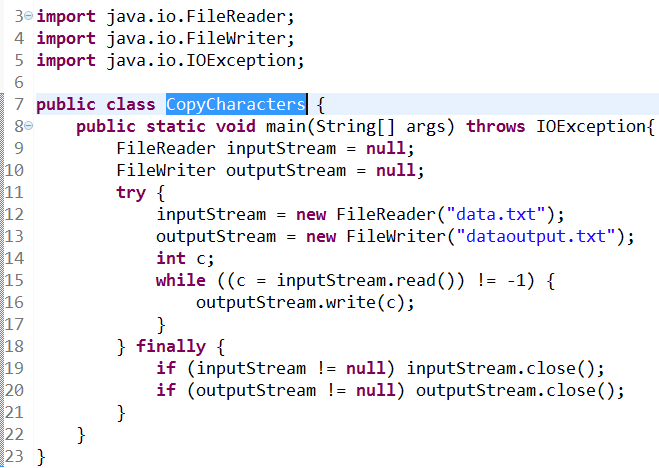 3 import java.io.FileReader;
4 import java.io.FileWriter;
5 import java.io.IOException;
6
7 public class CopyCharacters {
8     public static void main(String[] args) throws IOException{
9         FileReader inputStream = null;
10         FileWriter outputStream = null;
11         try {
12             inputStream = new FileReader("data.txt");
13             outputStream = new FileWriter("dataoutput.txt");
14             int c;
15             while ((c = inputStream.read()) != -1) {
16                 outputStream.write(c);
17             }
18         } finally {
19             if (inputStream != null) inputStream.close();
20             if (outputStream != null) outputStream.close();
21         }
22     }
23 }